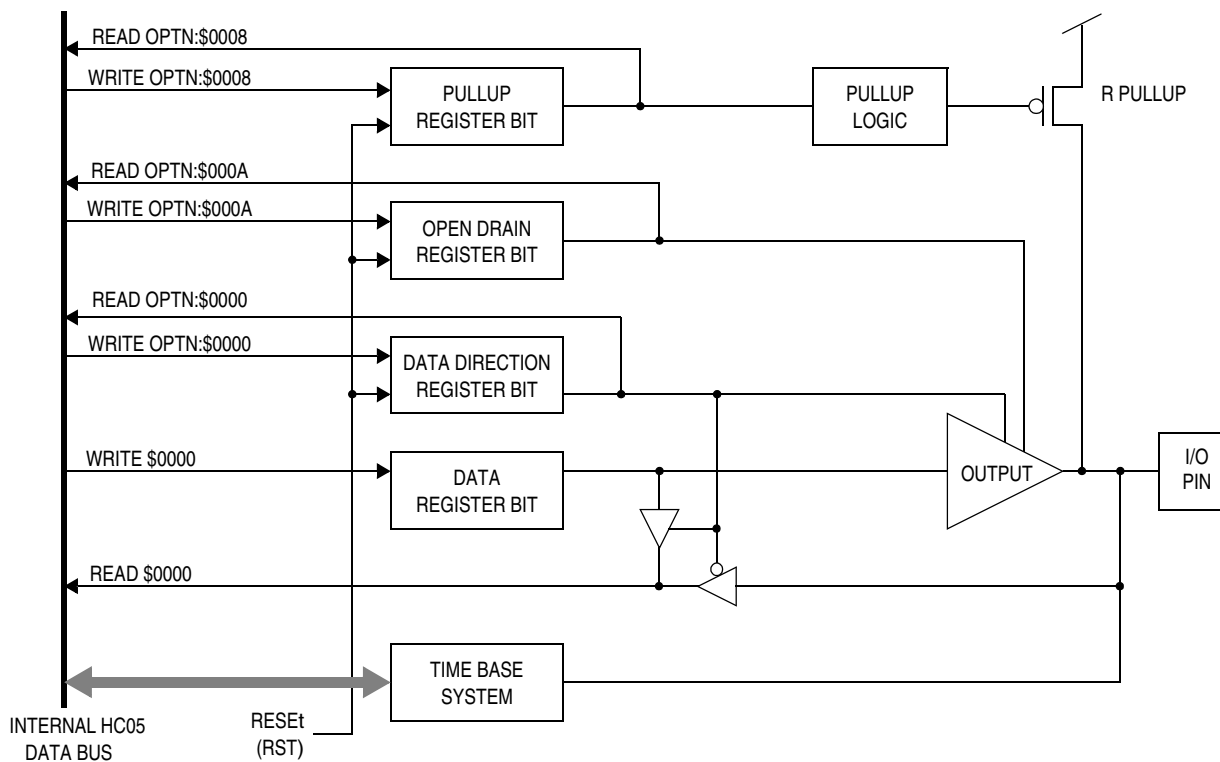 READ OPTN:$0008
WRITE OPTN:$0008
PULLUP
REGISTER BIT
PULLUP
LOGIC
R PULLUP
READ OPTN:$000A
WRITE OPTN:$000A
OPEN DRAIN
REGISTER BIT
READ OPTN:$0000
WRITE OPTN:$0000
DATA DIRECTION
REGISTER BIT
WRITE $0000
DATA
REGISTER BIT
OUTPUT
I/O
PIN
READ $0000
TIME BASE
SYSTEM
INTERNAL HC05
DATA BUS
RESEt
(RST)